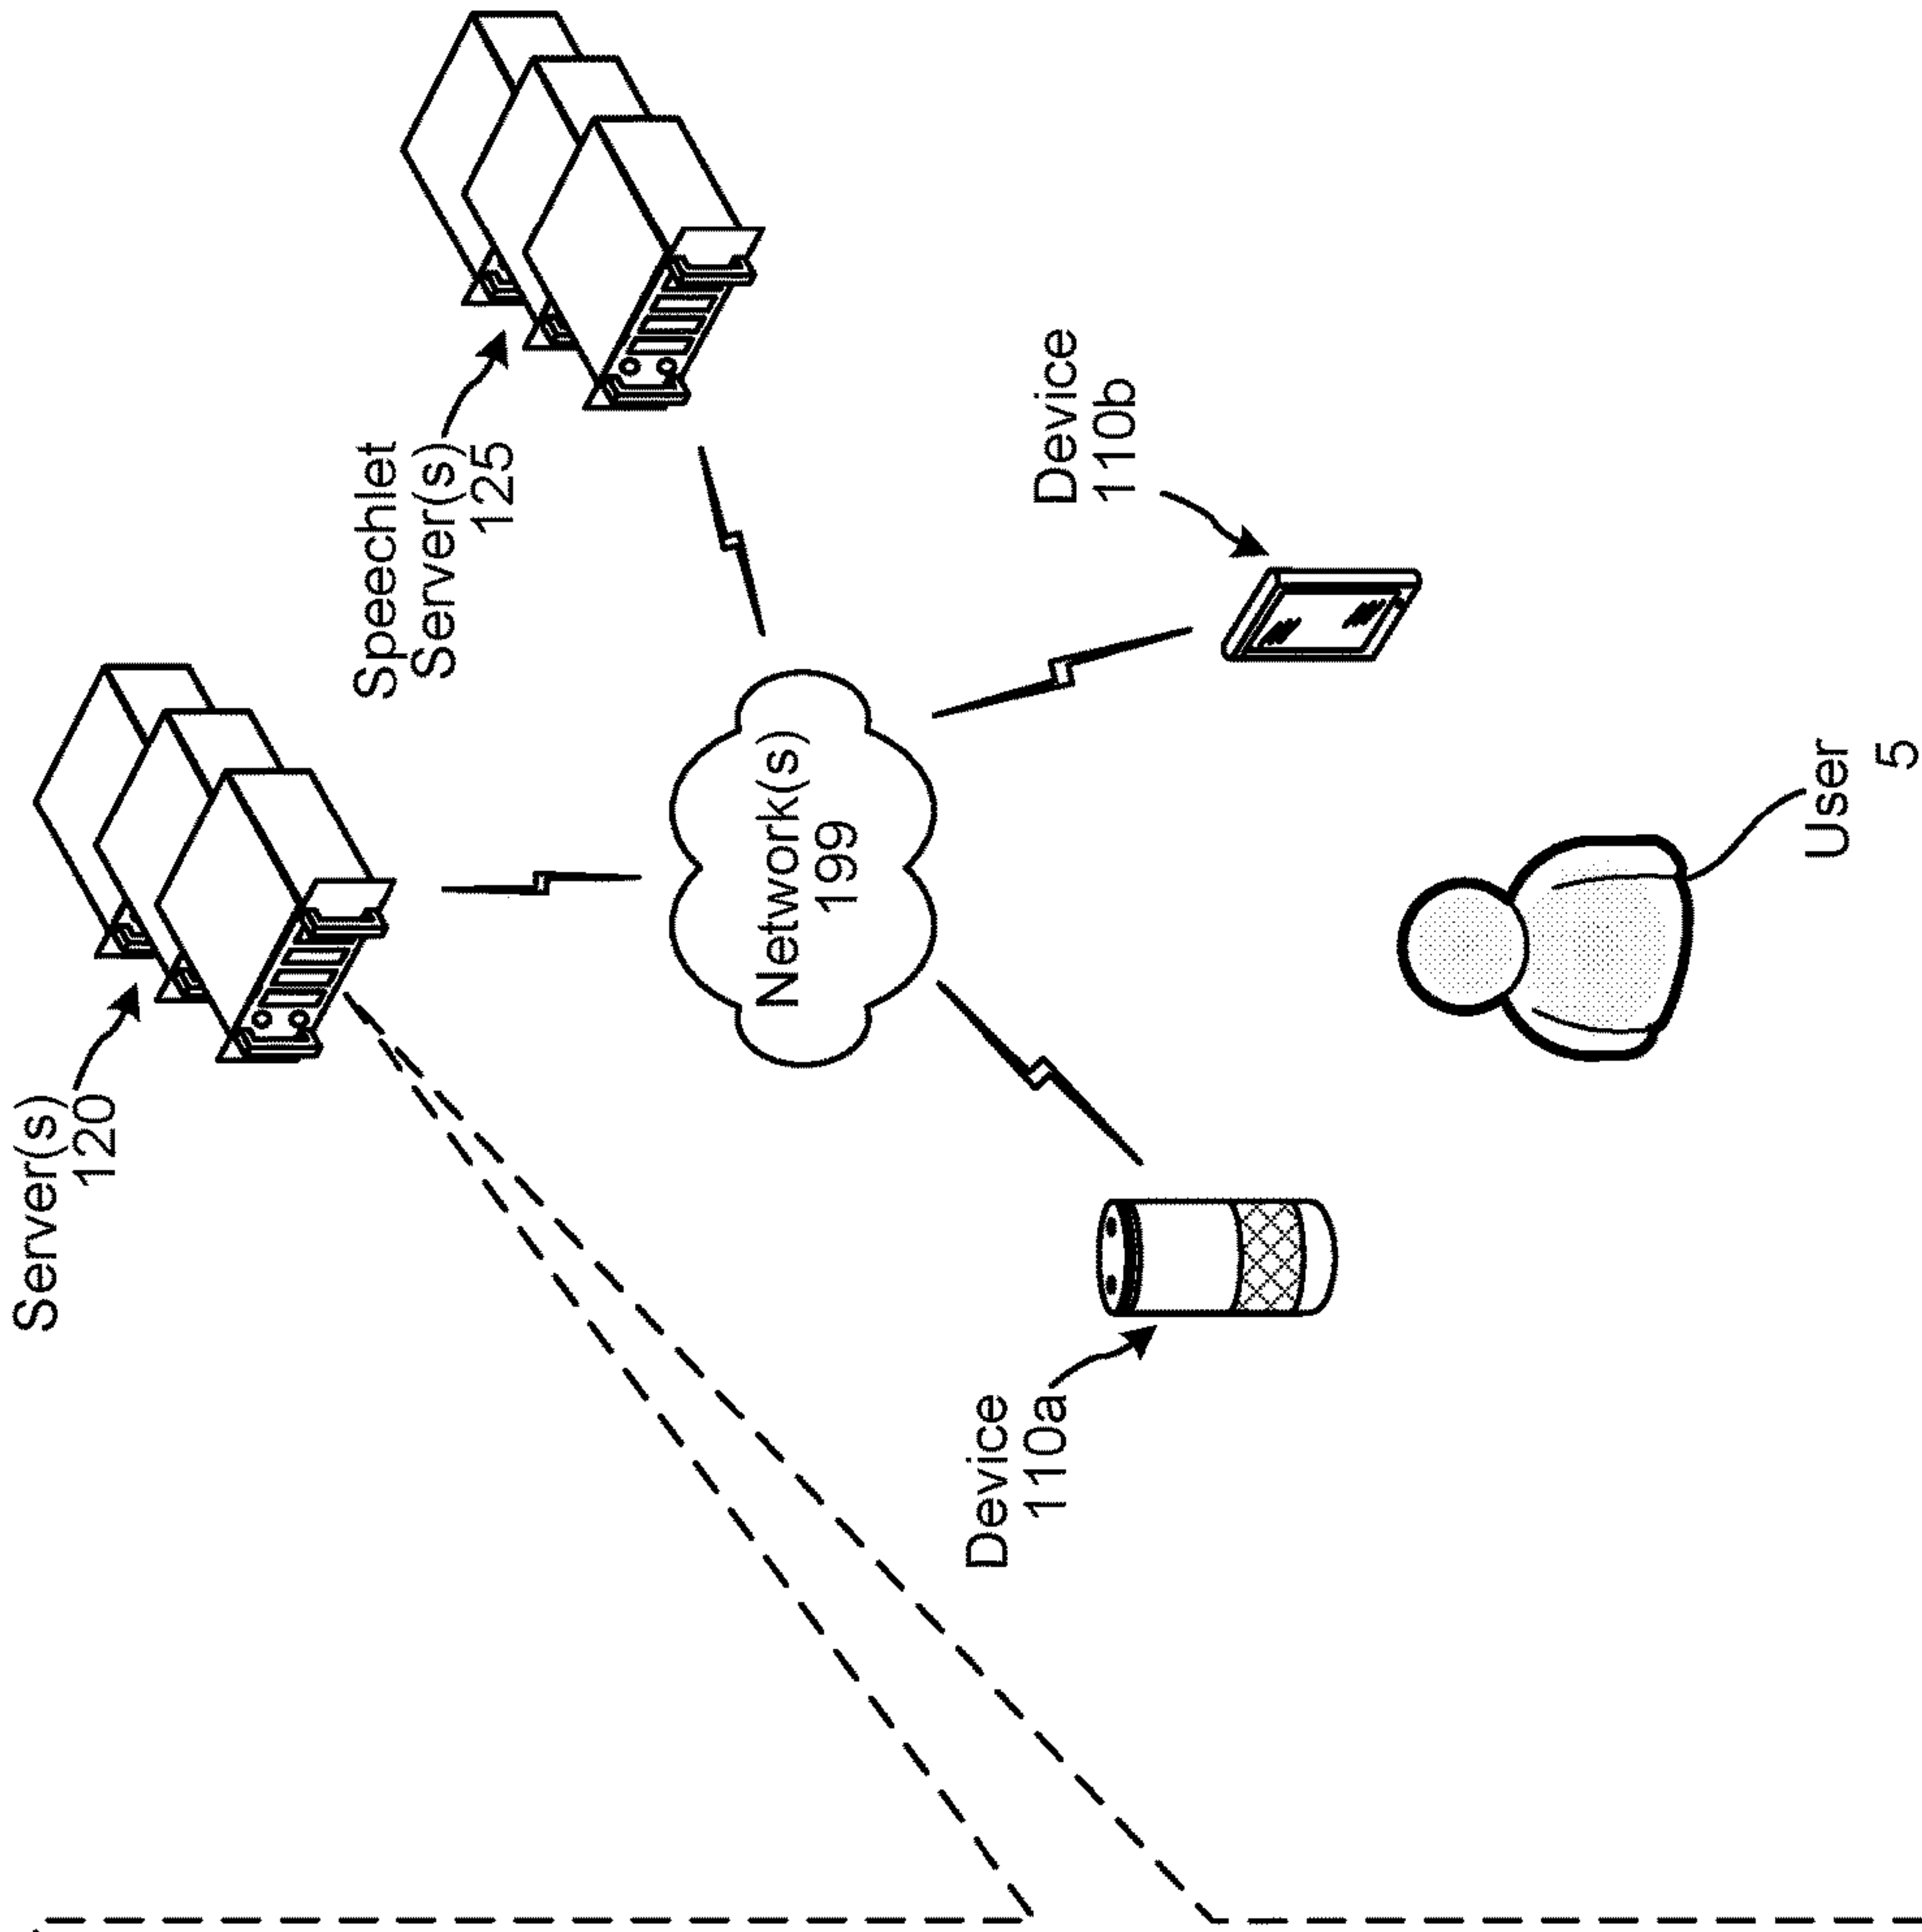 Server(s)
120
Speechlet
Server(s)
125
Network(s)
199
Device
110a
Device
110b
User
5